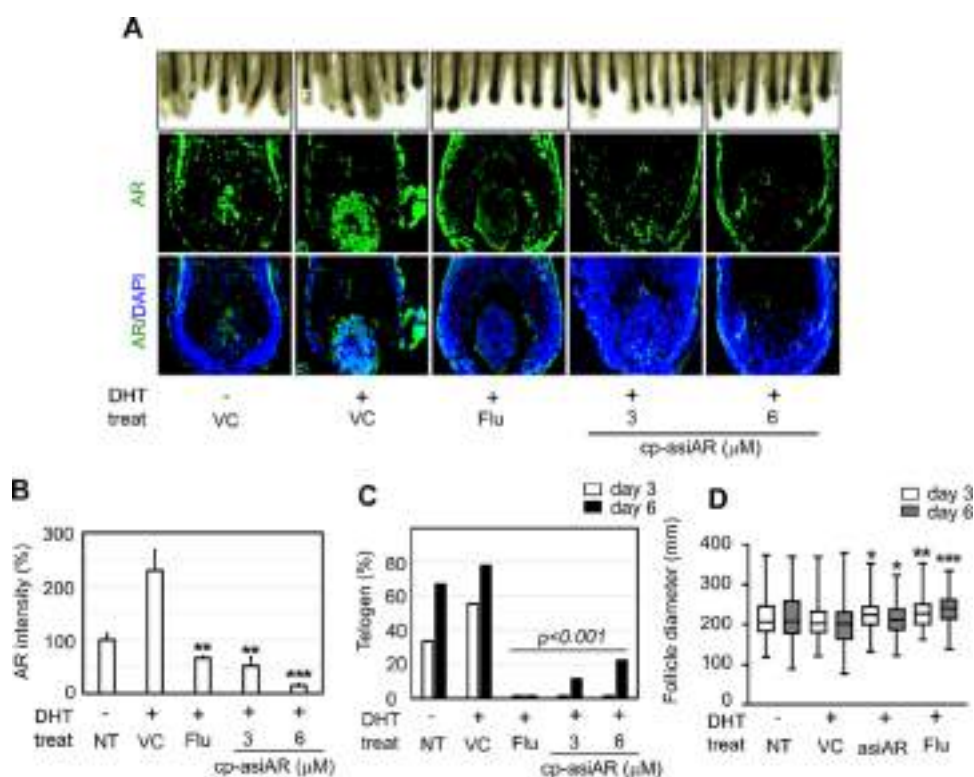 A
AR
AR/DAPI
DHT - + + + +
treat VC VC Flu 3 6
cp-asiAR (μM)
B
AR intensity (%)
300
200
100
0
** ** ***
DHT - + + + +
treat NT VC Flu 3 6
cp-asiAR (μM)
C
day 3
day 6
Telogen (%)
80
60
40
20
0
p<0.001
DHT - + + + +
treat NT VC Flu 3 6
cp-asiAR (μM)
D
day 3
day 6
Follicle diameter (mm)
400
300
200
100
0
* * ** ***
DHT - + + +
treat NT VC asiAR Flu